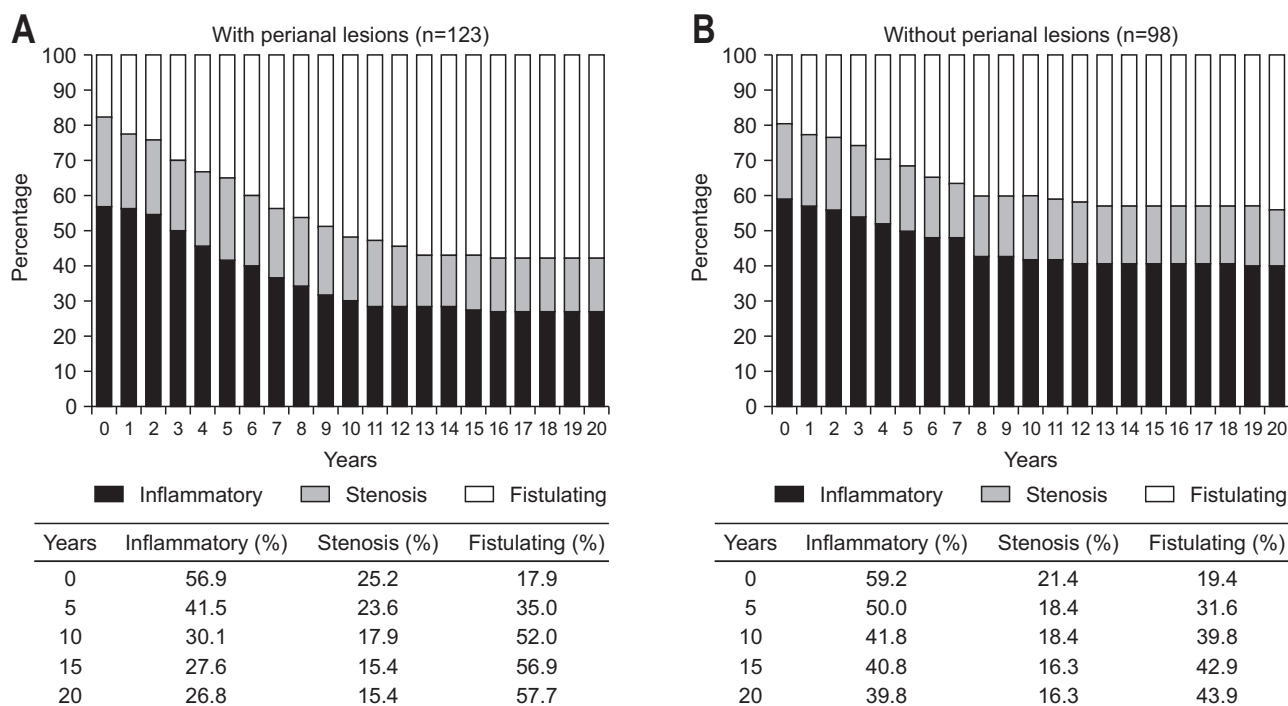 A
With perianal lesions (n=123)
100
90
80
70
60
50
40
30
20
10
0
Percentage
0 1 2 3 4 5 6 7 8 9 10 11 12 13 14 15 16 17 18 19 20
Years
Inflammatory Stenosis Fistulating
Years Inflammatory (%) Stenosis (%) Fistulating (%)
0 56.9 25.2 17.9
5 41.5 23.6 35.0
10 30.1 17.9 52.0
15 27.6 15.4 56.9
20 26.8 15.4 57.7
B
Without perianal lesions (n=98)
100
90
80
70
60
50
40
30
20
10
0
Percentage
0 1 2 3 4 5 6 7 8 9 10 11 12 13 14 15 16 17 18 19 20
Years
Inflammatory Stenosis Fistulating
Years Inflammatory (%) Stenosis (%) Fistulating (%)
0 59.2 21.4 19.4
5 50.0 18.4 31.6
10 41.8 18.4 39.8
15 40.8 16.3 42.9
20 39.8 16.3 43.9